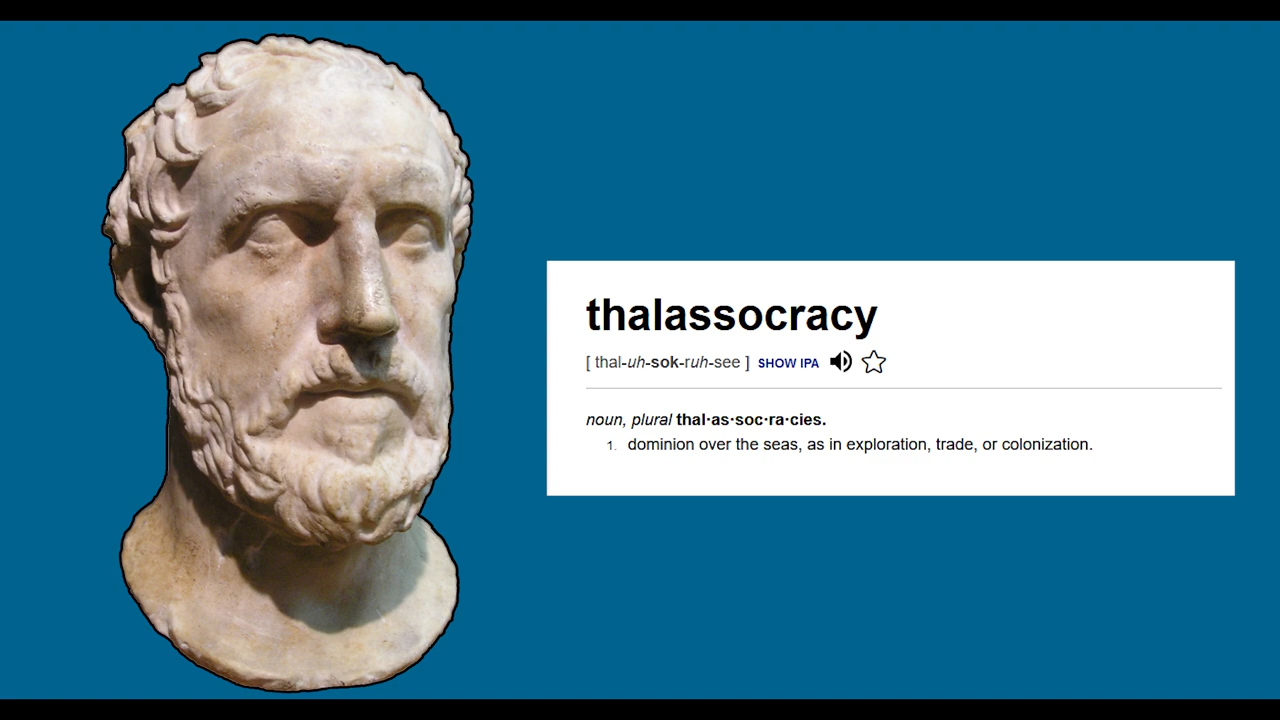 thalassocracy
[ thal-uh-sok-ruh-see ] SHOW IPA
noun, plural thal·as·soc·ra·cies.
1. dominion over the seas, as in exploration, trade, or colonization.